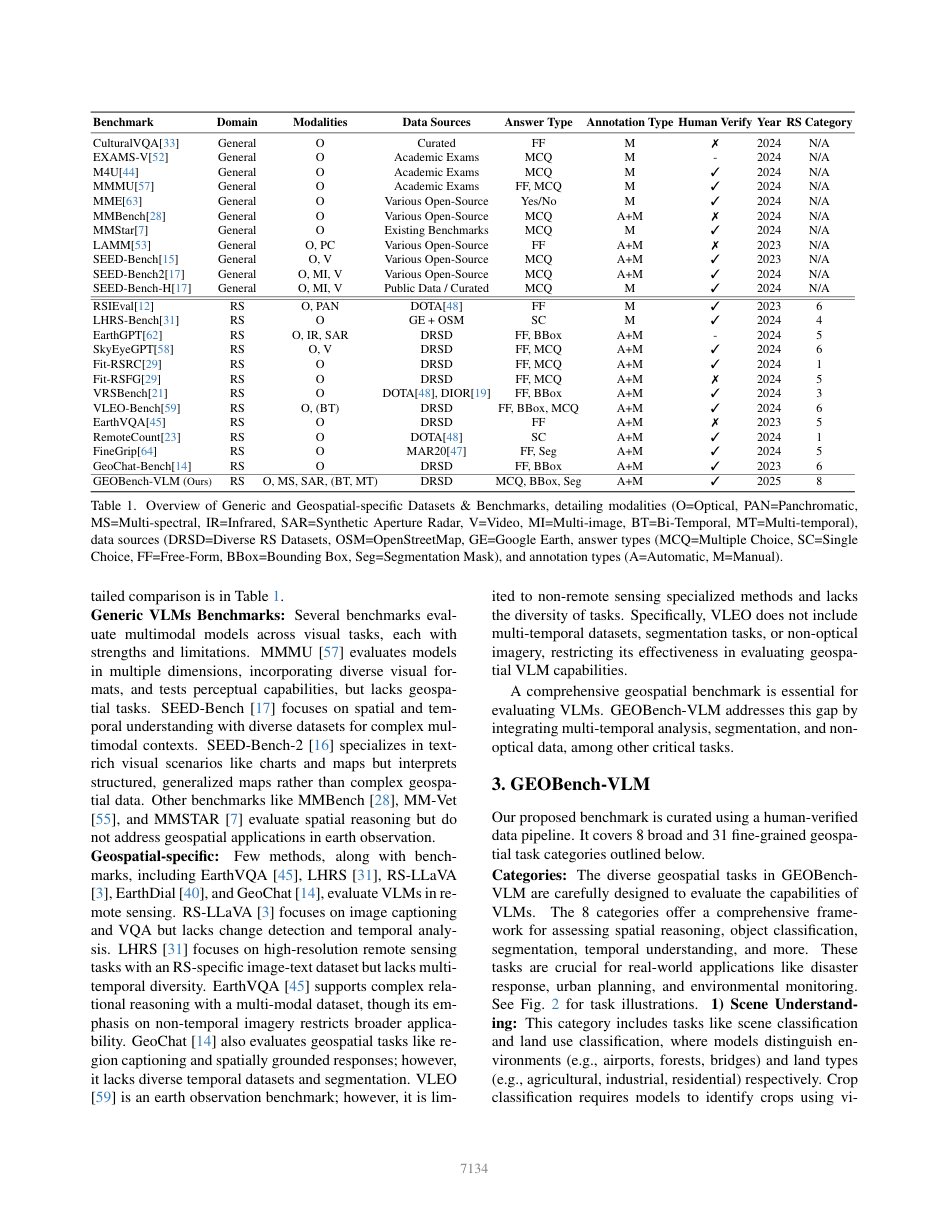 Benchmark Domain Modalities Data Sources Answer Type Annotation Type Human Verify Year RS Category
CulturalVQA[33] General O Curated FF M ✗ 2024 N/A
EXAMS-V[52] General O Academic Exams MCQ M - 2024 N/A
M4U[44] General O Academic Exams MCQ M ✓ 2024 N/A
MMMU[57] General O Academic Exams FF, MCQ M ✓ 2024 N/A
MME[63] General O Various Open-Source Yes/No M ✓ 2024 N/A
MMBench[28] General O Various Open-Source MCQ A+M ✗ 2024 N/A
MMStar[7] General O Existing Benchmarks MCQ M ✓ 2024 N/A
LAMM[53] General O, PC Various Open-Source FF A+M ✗ 2023 N/A
SEED-Bench[15] General O, V Various Open-Source MCQ A+M ✓ 2023 N/A
SEED-Bench2[17] General O, MI, V Various Open-Source MCQ A+M ✓ 2024 N/A
SEED-Bench-H[17] General O, MI, V Public Data / Curated MCQ M ✓ 2024 N/A
RSIEval[12] RS O, PAN DOTA[48] FF M ✓ 2023 6
LHRS-Bench[31] RS O GE + OSM SC M ✓ 2024 4
EarthGPT[62] RS O, IR, SAR DRSD FF, BBox A+M - 2024 5
SkyEyeGPT[58] RS O, V DRSD FF, MCQ A+M ✓ 2024 6
Fit-RSRC[29] RS O DRSD FF, MCQ A+M ✓ 2024 1
Fit-RSFG[29] RS O DRSD FF, MCQ A+M ✗ 2024 5
VRSBench[21] RS O DOTA[48], DIOR[19] FF, BBox A+M ✓ 2024 3
VLEO-Bench[59] RS O, (BT) DRSD FF, BBox, MCQ A+M ✓ 2024 6
EarthVQA[45] RS O DRSD FF A+M ✗ 2023 5
RemoteCount[23] RS O DOTA[48] SC A+M ✓ 2024 1
FineGrip[64] RS O MAR20[47] FF, Seg A+M ✓ 2024 5
GeoChat-Bench[14] RS O DRSD FF, BBox A+M ✓ 2023 6
GEOBench-VLM (Ours) RS O, MS, SAR, (BT, MT) DRSD MCQ, BBox, Seg A+M ✓ 2025 8
Table 1. Overview of Generic and Geospatial-specific Datasets & Benchmarks, detailing modalities (O=Optical, PAN=Panchromatic,
MS=Multi-spectral, IR=Infrared, SAR=Synthetic Aperture Radar, V=Video, MI=Multi-image, BT=Bi-Temporal, MT=Multi-temporal),
data sources (DRSD=Diverse RS Datasets, OSM=OpenStreetMap, GE=Google Earth, answer types (MCQ=Multiple Choice, SC=Single
Choice, FF=Free-Form, BBox=Bounding Box, Seg=Segmentation Mask), and annotation types (A=Automatic, M=Manual).
tailed comparison is in Table 1.
Generic VLMs Benchmarks: Several benchmarks eval-
uate multimodal models across visual tasks, each with
strengths and limitations. MMMU [57] evaluates models
in multiple dimensions, incorporating diverse visual for-
mats, and tests perceptual capabilities, but lacks geospa-
tial tasks. SEED-Bench [17] focuses on spatial and tem-
poral understanding with diverse datasets for complex mul-
timodal contexts. SEED-Bench-2 [16] specializes in text-
rich visual scenarios like charts and maps but interprets
structured, generalized maps rather than complex geospa-
tial data. Other benchmarks like MMBench [28], MM-Vet
[55], and MMSTAR [7] evaluate spatial reasoning but do
not address geospatial applications in earth observation.
Geospatial-specific: Few methods, along with bench-
marks, including EarthVQA [45], LHRS [31], RS-LLaVA
[3], EarthDial [40], and GeoChat [14], evaluate VLMs in re-
mote sensing. RS-LLaVA [3] focuses on image captioning
and VQA but lacks change detection and temporal analy-
sis. LHRS [31] focuses on high-resolution remote sensing
tasks with an RS-specific image-text dataset but lacks multi-
temporal diversity. EarthVQA [45] supports complex rela-
tional reasoning with a multi-modal dataset, though its em-
phasis on non-temporal imagery restricts broader applica-
bility. GeoChat [14] also evaluates geospatial tasks like re-
gion captioning and spatially grounded responses; however,
it lacks diverse temporal datasets and segmentation. VLEO
[59] is an earth observation benchmark; however, it is lim-
ited to non-remote sensing specialized methods and lacks
the diversity of tasks. Specifically, VLEO does not include
multi-temporal datasets, segmentation tasks, or non-optical
imagery, restricting its effectiveness in evaluating geospa-
tial VLM capabilities.
A comprehensive geospatial benchmark is essential for
evaluating VLMs. GEOBench-VLM addresses this gap by
integrating multi-temporal analysis, segmentation, and non-
optical data, among other critical tasks.
3. GEOBench-VLM
Our proposed benchmark is curated using a human-verified
data pipeline. It covers 8 broad and 31 fine-grained geospa-
tial task categories outlined below.
Categories: The diverse geospatial tasks in GEOBench-
VLM are carefully designed to evaluate the capabilities of
VLMs. The 8 categories offer a comprehensive frame-
work for assessing spatial reasoning, object classification,
segmentation, temporal understanding, and more. These
tasks are crucial for real-world applications like disaster
response, urban planning, and environmental monitoring.
See Fig. 2 for task illustrations. 1) Scene Understand-
ing: This category includes tasks like scene classification
and land use classification, where models distinguish en-
vironments (e.g., airports, forests, bridges) and land types
(e.g., agricultural, industrial, residential) respectively. Crop
classification requires models to identify crops using vi-
7134